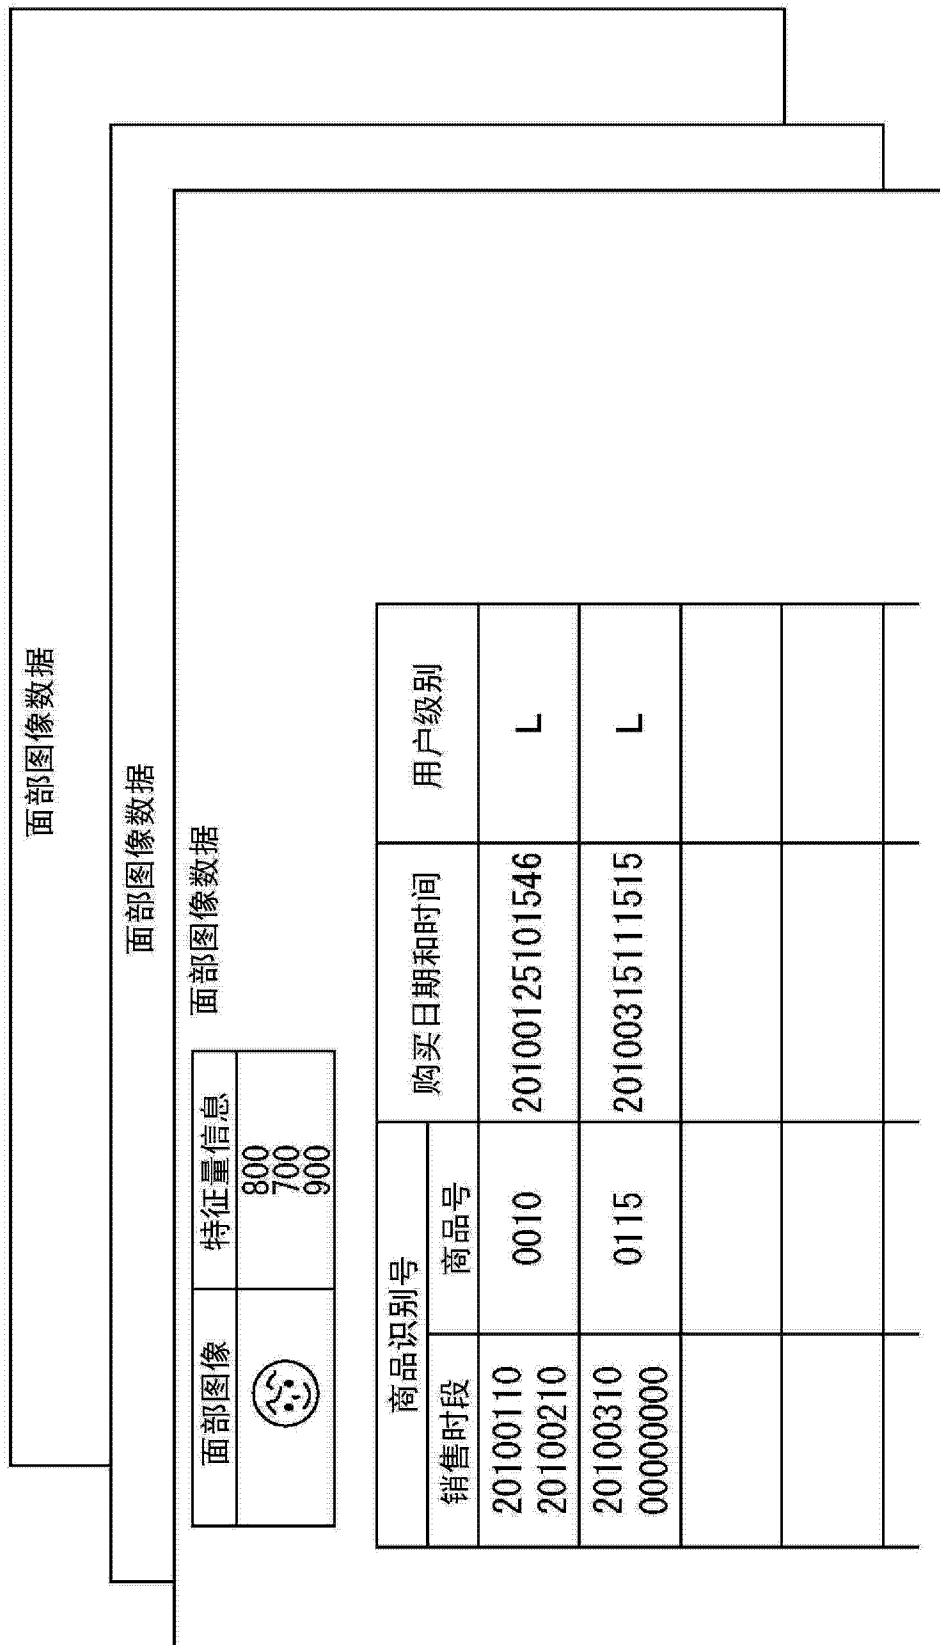 面部图像数据
面部图像数据
面部图像数据
面部图像 特征量信息
800
700
900
商品识别号 购买日期和时间 用户级别
销售时段 商品号
20100110 0010 20100125101546 L
20100210
20100310 0115 20100315111515 L
00000000